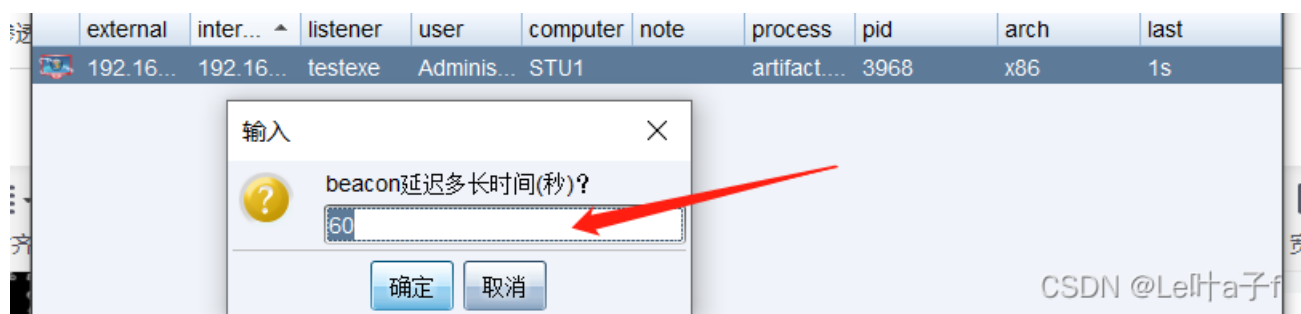 external inter... listener user computer note process pid arch last
192.16... 192.16... testexe Adminis... STU1 artifact.... 3968 x86 1s
输入
beacon延迟多长时间(秒)?
60
确定 取消
CSDN @Le叶a子f